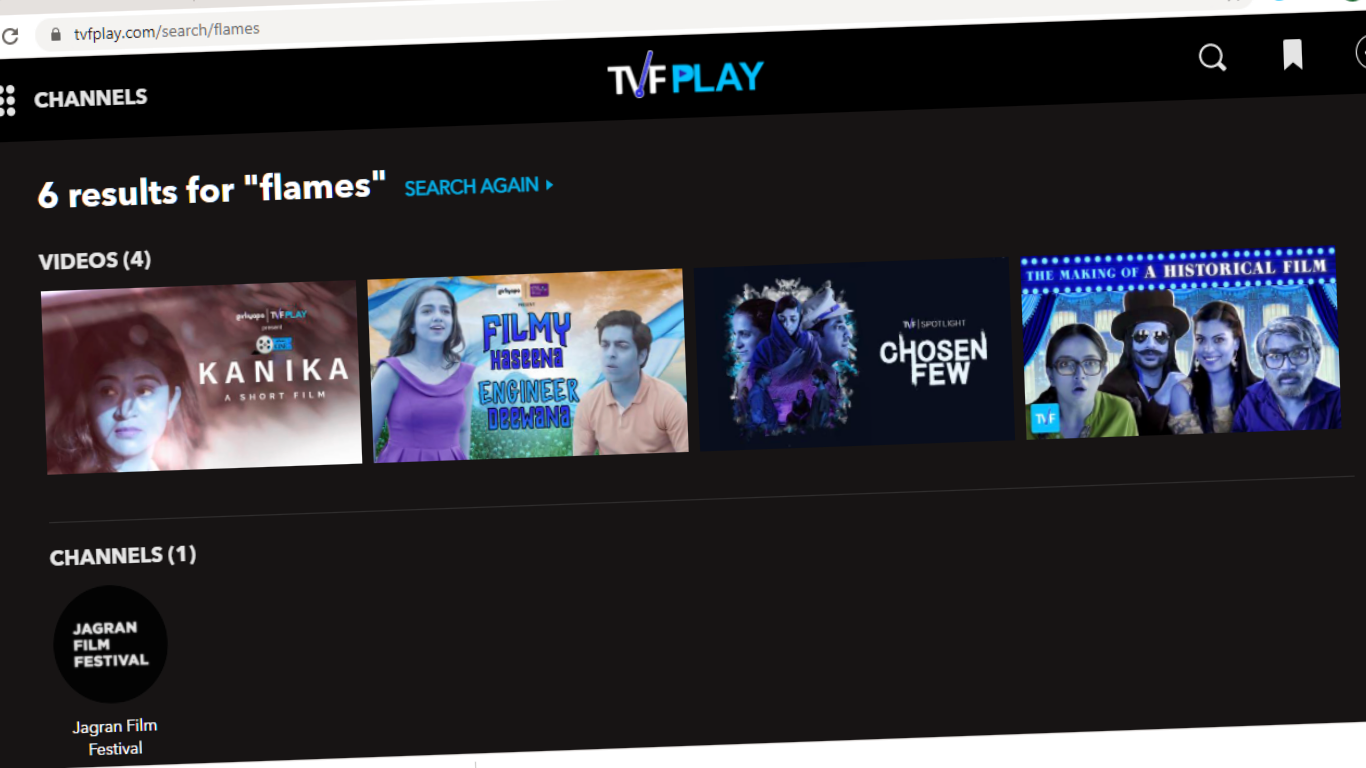 tvfplay.com/search/flames
CHANNELS
TVF PLAY
6 results for "flames" SEARCH AGAIN
VIDEOS (4)
girliyapa | TVFPLAY
present
KANIKA
A SHORT FILM
girliyapa
PRESENT
FILMY
HASEENA
ENGINEER
DEEWANA
TVF | SPOTLIGHT
CHOSEN
FEW
THE MAKING OF A HISTORICAL FILM
TVF
CHANNELS (1)
JAGRAN
FILM
FESTIVAL
Jagran Film
Festival